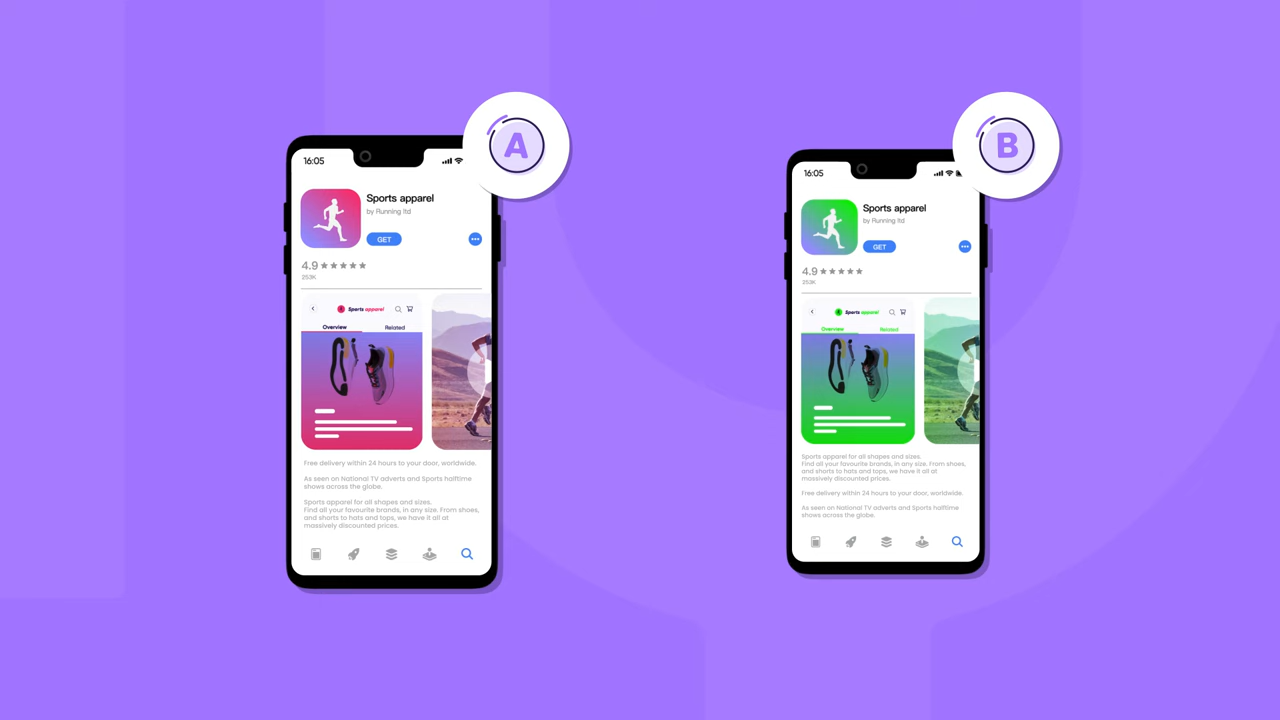 A
16:05
Sports apparel
by Running ltd
GET
4.9
253K
Sports apparel
Overview
Related
Free delivery within 24 hours to your door, worldwide.
As seen on National TV adverts and Sports halftime
shows across the globe.
Sports apparel for all shapes and sizes.
Find all your favourite brands, in any size. From shoes,
and shorts to hats and tops, we have it all at
massively discounted prices.
B
16:05
Sports apparel
by Running ltd
GET
4.9
253K
Sports apparel
Overview
Related
Sports apparel for all shapes and sizes.
Find all your favourite brands, in any size. From shoes,
and shorts to hats and tops, we have it all at
massively discounted prices.
Free delivery within 24 hours to your door, worldwide.
As seen on National TV adverts and Sports halftime
shows across the globe.